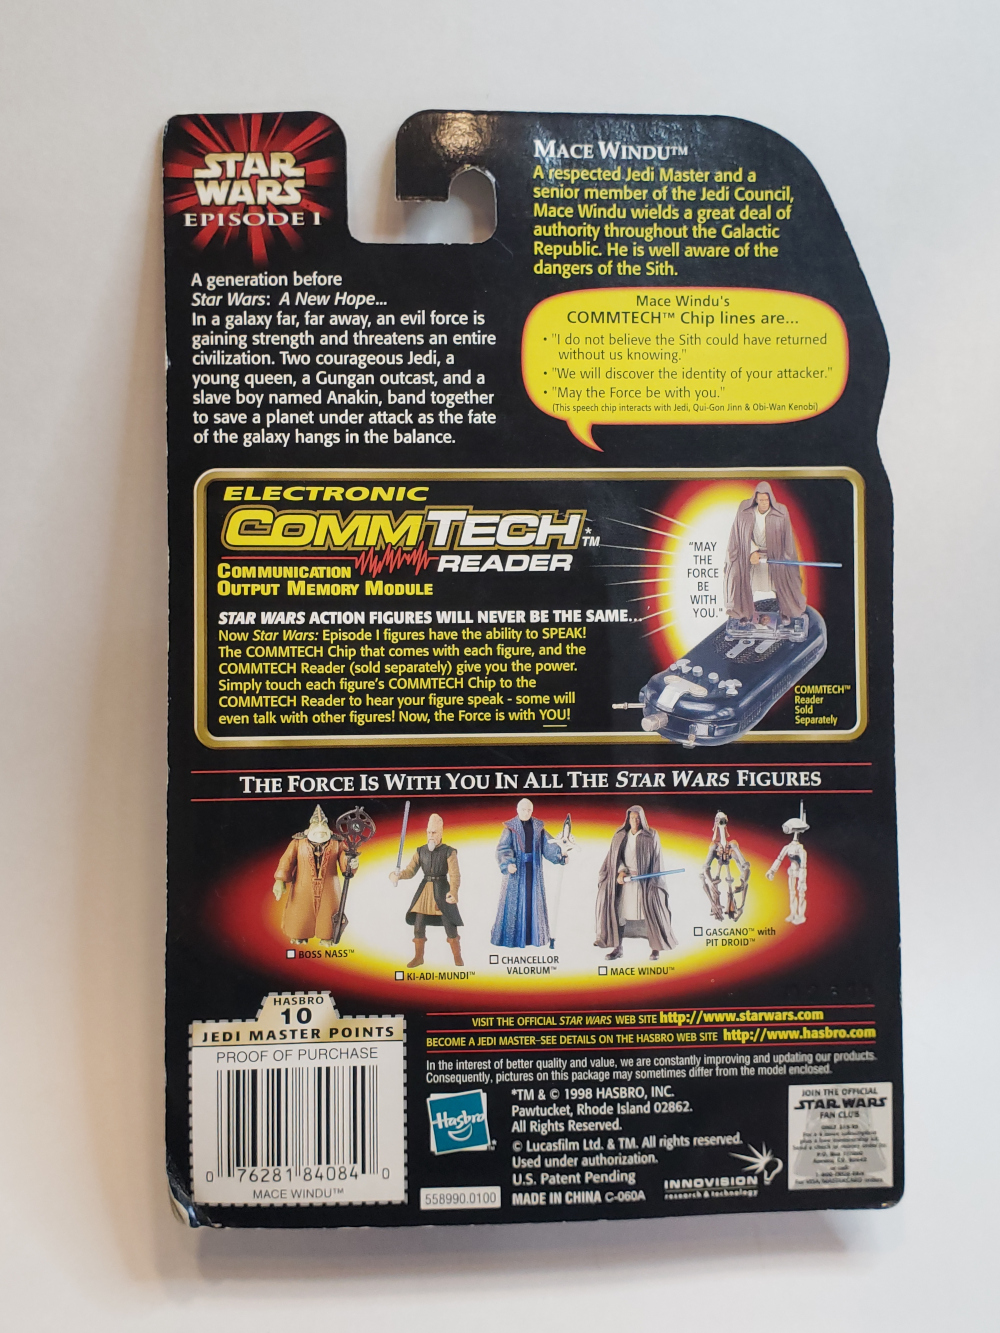 STAR
WARS
EPISODE I
MACE WINDU™
A respected Jedi Master and a
senior member of the Jedi Council,
Mace Windu wields a great deal of
authority throughout the Galactic
Republic. He is well aware of the
dangers of the Sith.
A generation before
Star Wars: A New Hope...
In a galaxy far, far away, an evil force is
gaining strength and threatens an entire
civilization. Two courageous Jedi, a
young queen, a Gungan outcast, and a
slave boy named Anakin, band together
to save a planet under attack as the fate
of the galaxy hangs in the balance.
Mace Windu's
COMMTECH™ Chip lines are...
• "I do not believe the Sith could have returned
without us knowing."
• "We will discover the identity of your attacker."
• "May the Force be with you."
(This speech chip interacts with Jedi, Qui-Gon Jinn & Obi-Wan Kenobi)
ELECTRONIC
COMMTECH*™
READER
COMMUNICATION
OUTPUT MEMORY MODULE
STAR WARS ACTION FIGURES WILL NEVER BE THE SAME...
Now Star Wars: Episode I figures have the ability to SPEAK!
The COMMTECH Chip that comes with each figure, and the
COMMTECH Reader (sold separately) give you the power.
Simply touch each figure's COMMTECH Chip to the
COMMTECH Reader to hear your figure speak - some will
even talk with other figures! Now, the Force is with YOU!
"MAY
THE
FORCE
BE
WITH
YOU."
COMMTECH™
Reader
Sold
Separately
THE FORCE IS WITH YOU IN ALL THE STAR WARS FIGURES
BOSS NASS™
KI-ADI-MUNDI™
CHANCELLOR
VALORUM™
MACE WINDU™
GASGANO™ with
PIT DROID™
HASBRO
10
JEDI MASTER POINTS
PROOF OF PURCHASE
0 76281 84084 0
MACE WINDU™
VISIT THE OFFICIAL STAR WARS WEB SITE http://www.starwars.com
BECOME A JEDI MASTER–SEE DETAILS ON THE HASBRO WEB SITE http://www.hasbro.com
In the interest of better quality and value, we are constantly improving and updating our products.
Consequently, pictures on this package may sometimes differ from the model enclosed.
Hasbro
*TM & © 1998 HASBRO, INC.
Pawtucket, Rhode Island 02862.
All Rights Reserved.
© Lucasfilm Ltd. & TM. All rights reserved.
Used under authorization.
U.S. Patent Pending
558990.0100
MADE IN CHINA C-060A
INNOVISION
research & technology
JOIN THE OFFICIAL
STAR WARS
FAN CLUB